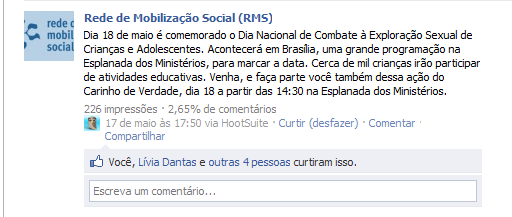 rede de
mobil
social
Rede de Mobilização Social (RMS)
Dia 18 de maio é comemorado o Dia Nacional de Combate à Exploração Sexual de
Crianças e Adolescentes. Acontecerá em Brasília, uma grande programação na
Esplanada dos Ministérios, para marcar a data. Cerca de mil crianças irão participar
de atividades educativas. Venha, e faça parte você também dessa ação do
Carinho de Verdade, dia 18 a partir das 14:30 na Esplanada dos Ministérios.
226 impressões · 2,65% de comentários
17 de maio às 17:50 via HootSuite · Curtir (desfazer) · Comentar ·
Compartilhar
Você, Lívia Dantas e outras 4 pessoas curtiram isso.
Escreva um comentário...